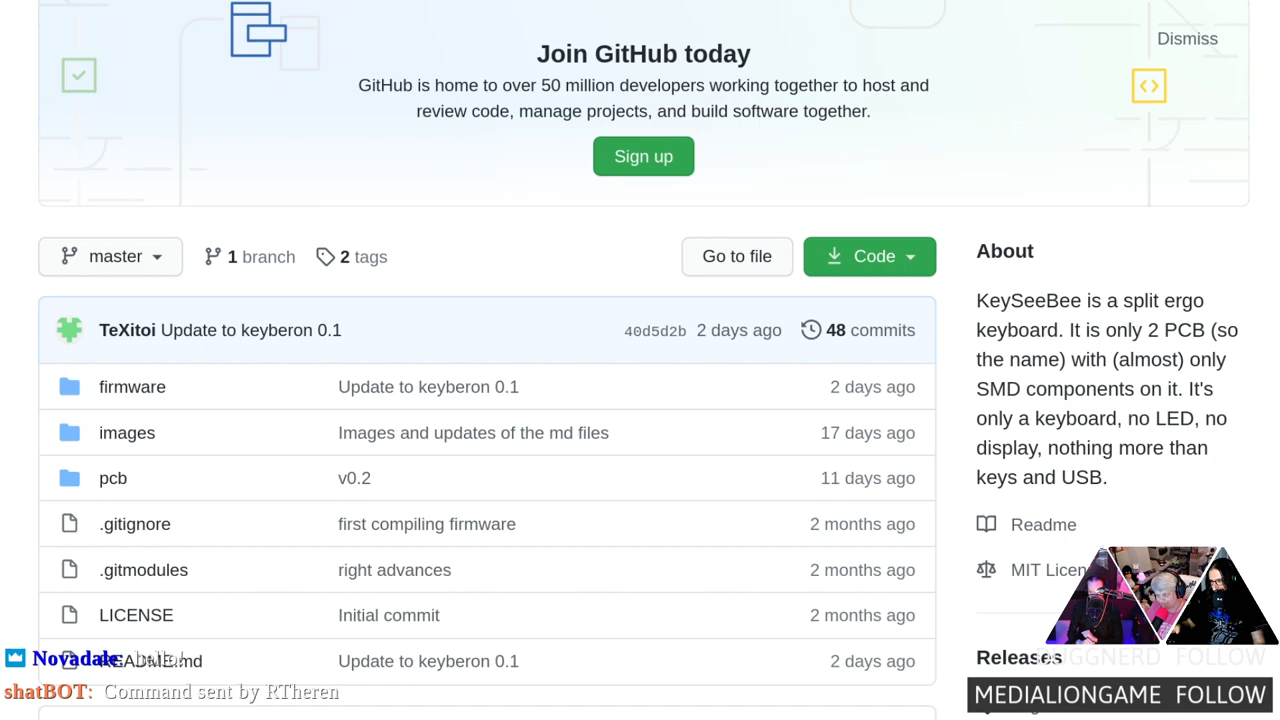 Join GitHub today
Dismiss
GitHub is home to over 50 million developers working together to host and
review code, manage projects, and build software together.
Sign up
master
1 branch
2 tags
Go to file
Code
TeXitoi Update to keyberon 0.1
40d5d2b 2 days ago
48 commits
firmware
Update to keyberon 0.1
2 days ago
images
Images and updates of the md files
17 days ago
pcb
v0.2
11 days ago
.gitignore
first compiling firmware
2 months ago
.gitmodules
right advances
2 months ago
LICENSE
Initial commit
2 months ago
README.md
Update to keyberon 0.1
2 days ago
About
KeySeeBee is a split ergo
keyboard. It is only 2 PCB (so
the name) with (almost) only
SMD components on it. It's
only a keyboard, no LED, no
display, nothing more than
keys and USB.
Readme
MIT Licen
Releases
Novadale: hello!
shatBOT: Command sent by RTheren
FOLLOW
MEDIALIONGAME FOLLOW